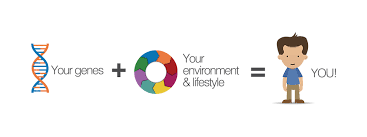 Your genes
+
Your
environment
& lifestyle
=
YOU!